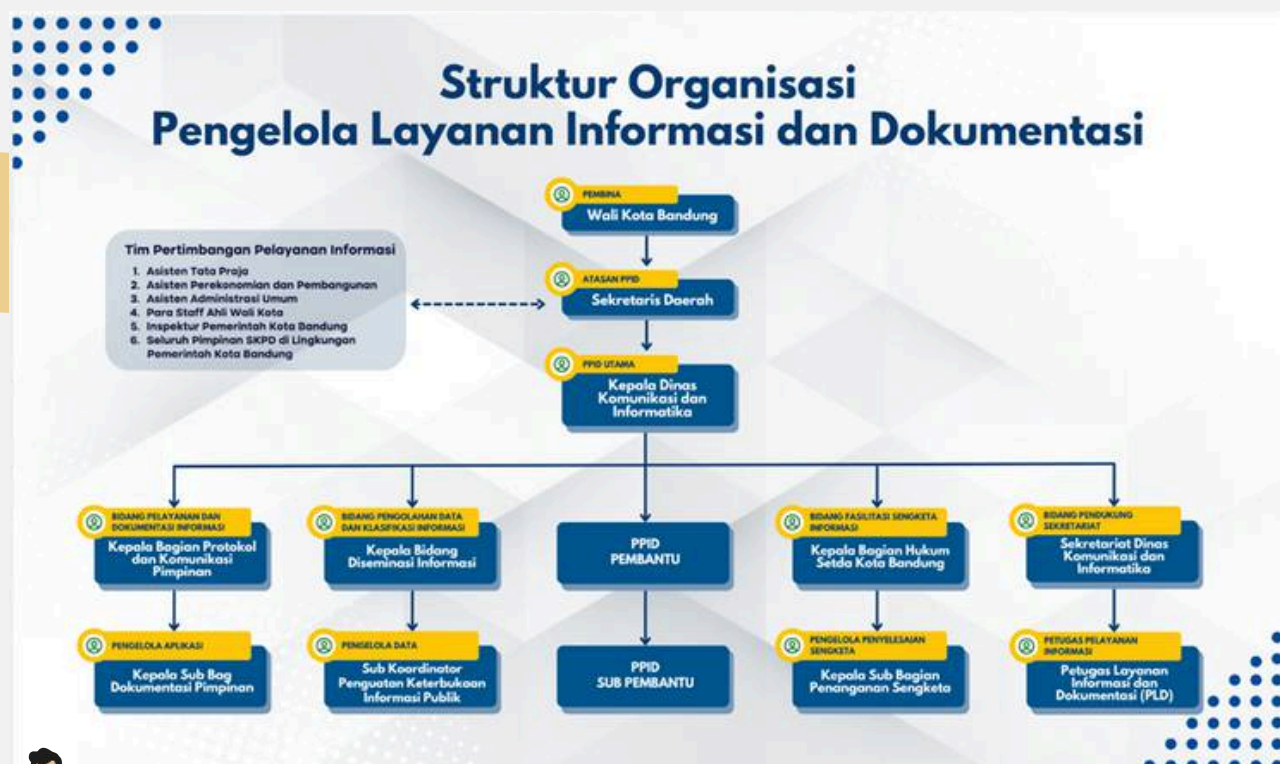 Struktur Organisasi
Pengelola Layanan Informasi dan Dokumentasi
PEMBINA
Wali Kota Bandung
Tim Pertimbangan Pelayanan Informasi
1. Asisten Tata Praja
2. Asisten Perekonomian dan Pembangunan
3. Asisten Administrasi Umum
4. Para Staff Ahli Wali Kota
5. Inspektur Pemerintah Kota Bandung
6. Seluruh Pimpinan SKPD di Lingkungan
Pemerintah Kota Bandung
ATASAN PPID
Sekretaris Daerah
PPID UTAMA
Kepala Dinas
Komunikasi dan
Informatika
BIDANG PELAYANAN DAN
DOKUMENTASI INFORMASI
Kepala Bagian Protokol
dan Komunikasi
Pimpinan
BIDANG PENGOLAHAN DATA
DAN KLASIFIKASI INFORMASI
Kepala Bidang
Diseminasi Informasi
PPID
PEMBANTU
BIDANG FASILITASI SENGKETA
INFORMASI
Kepala Bagian Hukum
Setda Kota Bandung
BIDANG PENDUKUNG
SEKRETARIAT
Sekretariat Dinas
Komunikasi dan
Informatika
PENGELOLA APLIKASI
Kepala Sub Bag
Dokumentasi Pimpinan
PENGELOLA DATA
Sub Koordinator
Penguatan Keterbukaan
Informasi Publik
PPID
SUB PEMBANTU
PENGELOLA PENYELESAIAN
SENGKETA
Kepala Sub Bagian
Penanganan Sengketa
PETUGAS PELAYANAN
INFORMASI
Petugas Layanan
Informasi dan
Dokumentasi (PLD)